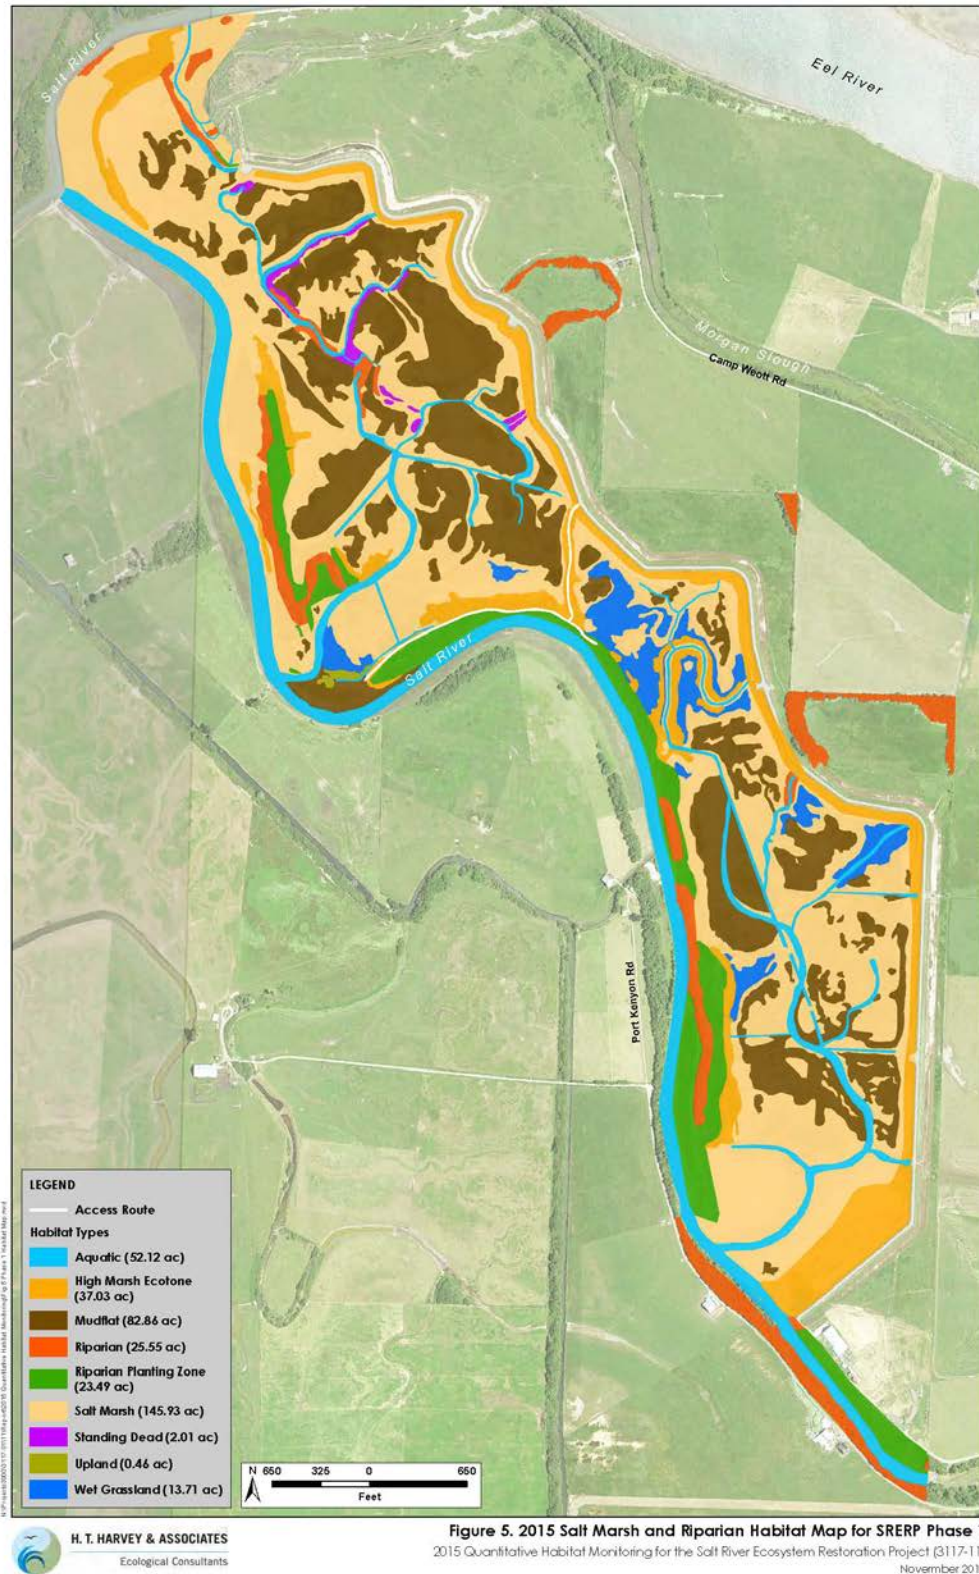 Salt River
Eel River
Morgan Slough
Camp Weott Rd
Salt River
Port Kenyon Rd
LEGEND
Access Route
Habitat Types
Aquatic (52.12 ac)
High Marsh Ecotone
(37.03 ac)
Mudflat (82.86 ac)
Riparian (25.55 ac)
Riparian Planting Zone
(23.49 ac)
Salt Marsh (145.93 ac)
Standing Dead (2.01 ac)
Upland (0.46 ac)
Wet Grassland (13.71 ac)
N 650 325 0 650
Feet
H. T. HARVEY & ASSOCIATES
Ecological Consultants
Figure 5. 2015 Salt Marsh and Riparian Habitat Map for SRERP Phase
2015 Quantitative Habitat Monitoring for the Salt River Ecosystem Restoration Project (3117-11
November 201